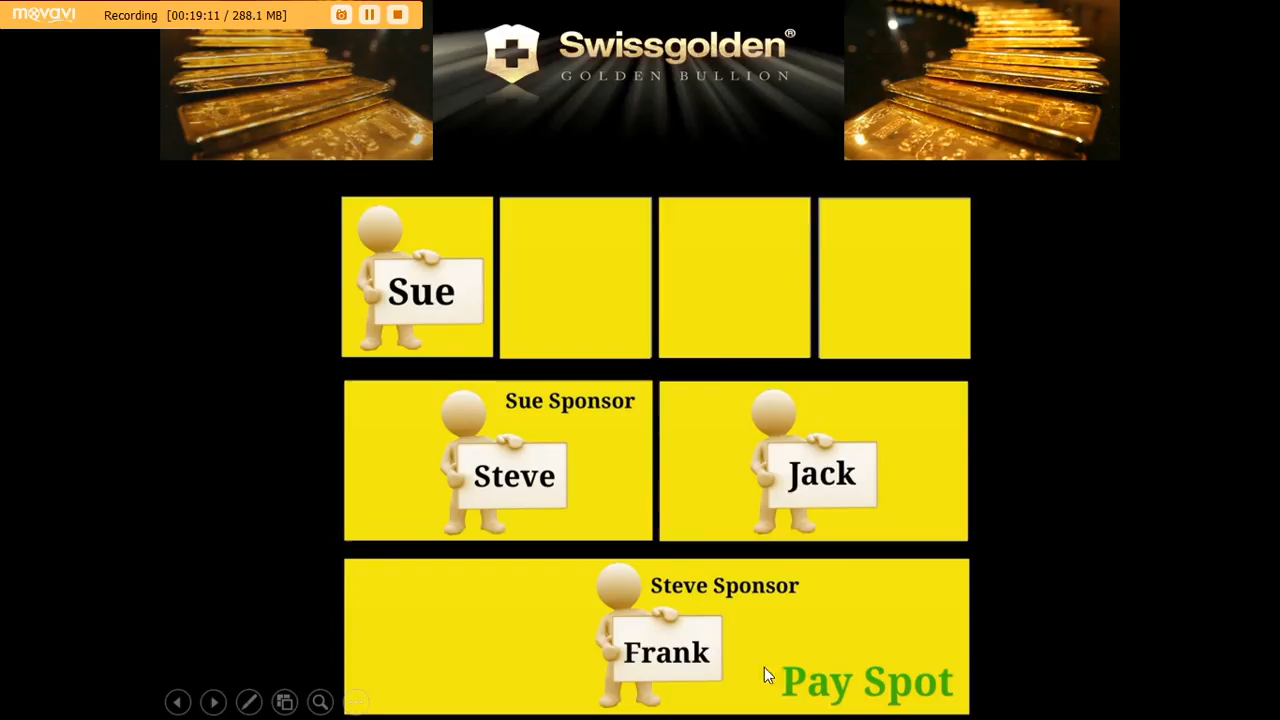 movavi
Recording [00:19:11 / 288.1 MB]
Swissgolden®
GOLDEN BULLION
Sue
Sue Sponsor
Steve
Jack
Steve Sponsor
Frank
Pay Spot